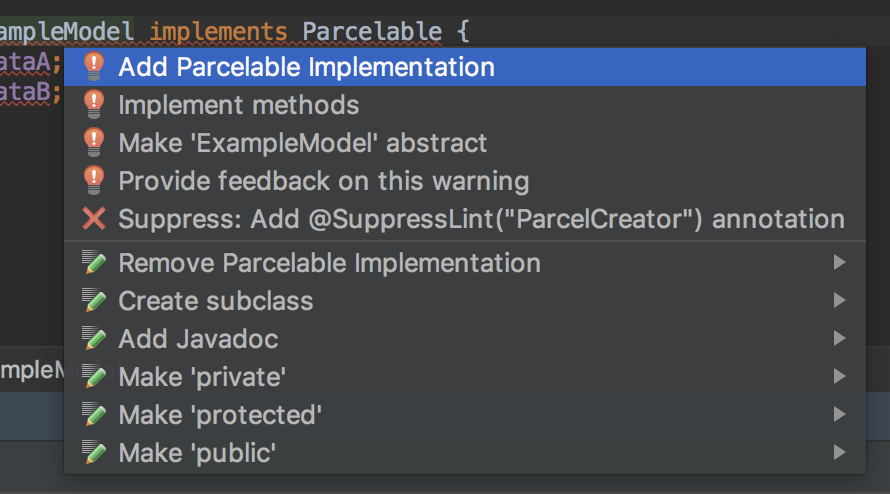 ampleModel implements Parcelable {
ataA;
ataB;
Add Parcelable Implementation
Implement methods
Make 'ExampleModel' abstract
Provide feedback on this warning
Suppress: Add @SuppressLint("ParcelCreator") annotation
Remove Parcelable Implementation
Create subclass
Add Javadoc
mpleM
Make 'private'
Make 'protected'
Make 'public'